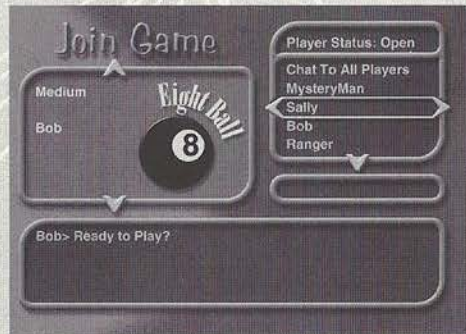 Join Game
Medium
Bob
Eight Ball
8
Player Status: Open
Chat To All Players
MysteryMan
Sally
Bob
Ranger
Bob> Ready to Play?